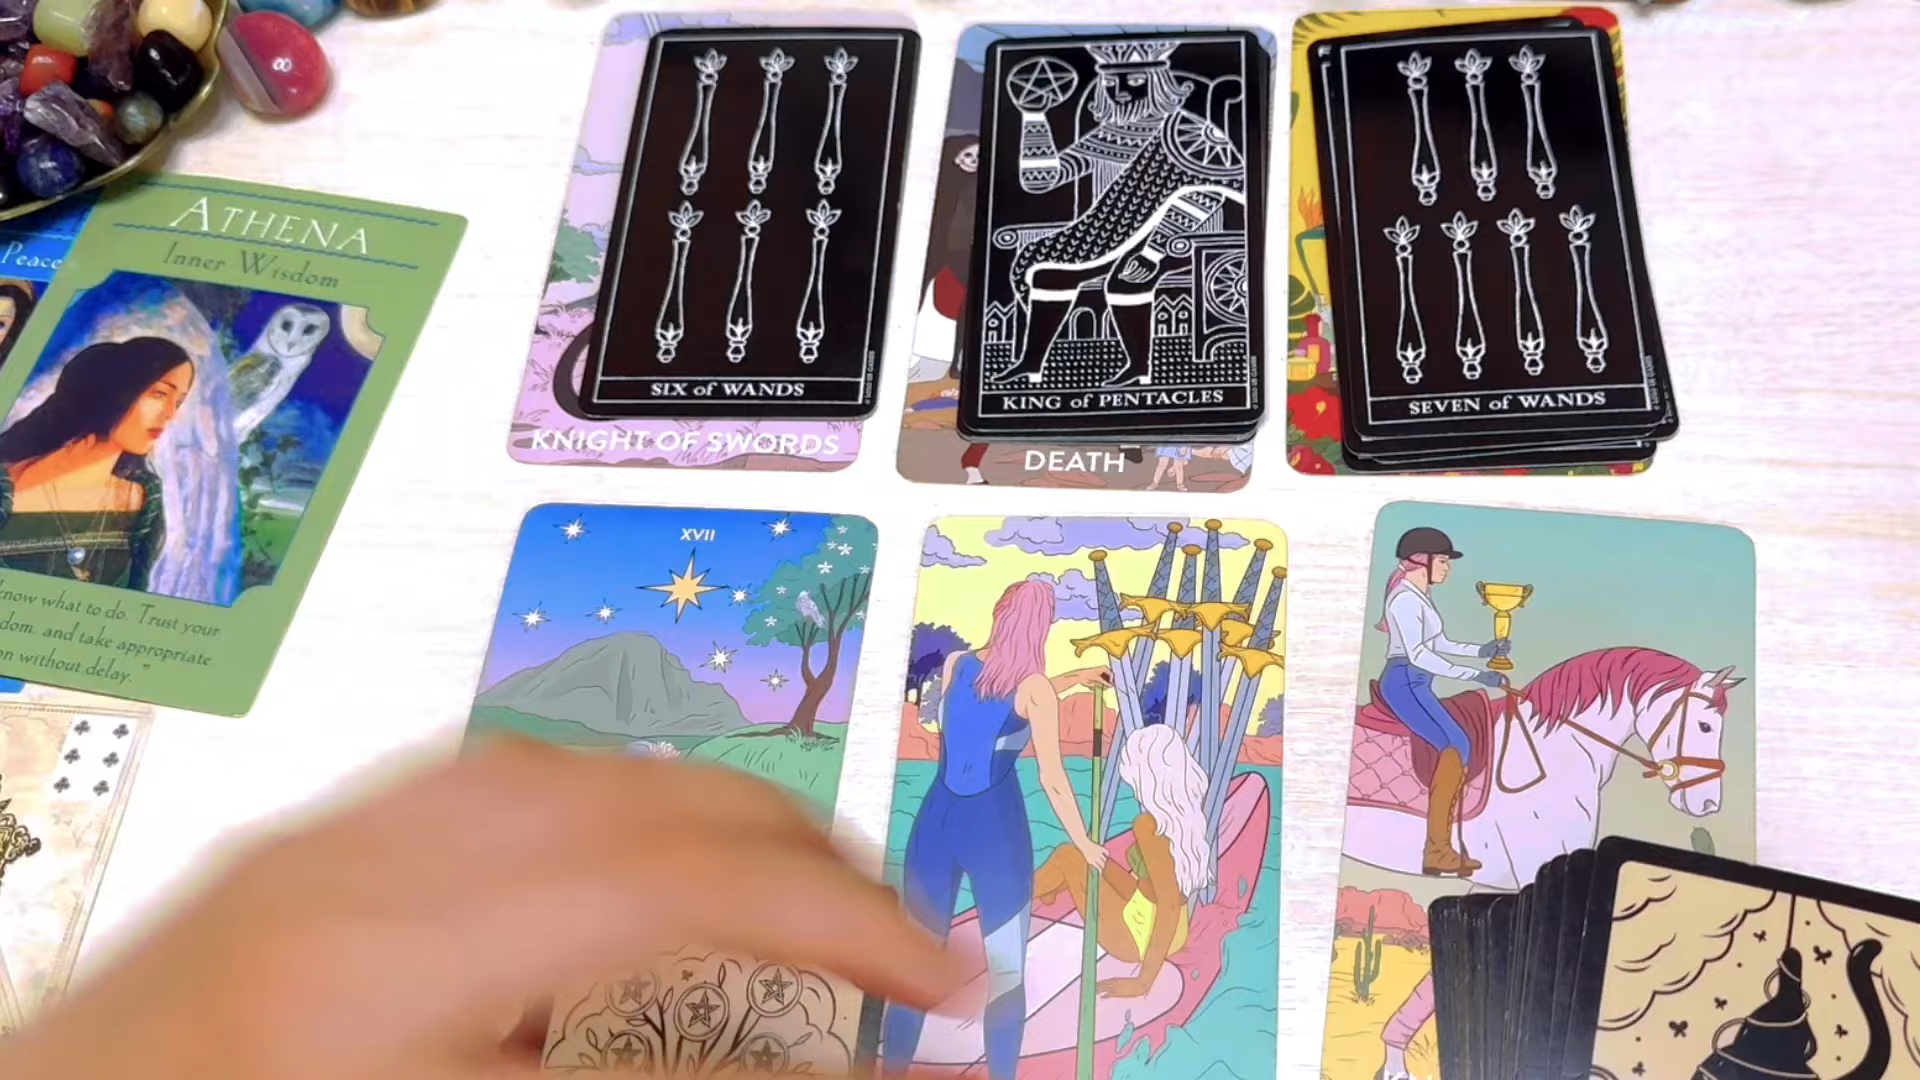 Peace
ATHENA
Inner Wisdom
know what to do. Trust your
dom, and take appropriate
on without delay."
SIX of WANDS
KNIGHT OF SWORDS
KING of PENTACLES
DEATH
SEVEN of WANDS
XVII